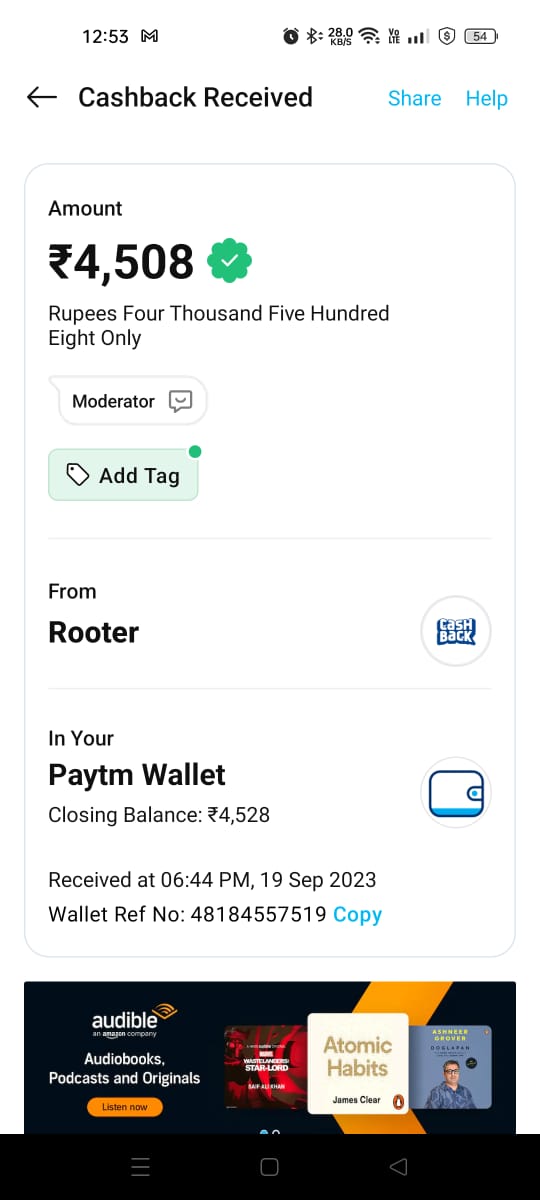 12:53
28.0
KB/S
Vo
LTE
54
Cashback Received
Share
Help
Amount
₹4,508
Rupees Four Thousand Five Hundred
Eight Only
Moderator
Add Tag
From
Rooter
CASH
BACK
In Your
Paytm Wallet
Closing Balance: ₹4,528
Received at 06:44 PM, 19 Sep 2023
Wallet Ref No: 48184557519 Copy
audible
an amazon company
Audiobooks,
Podcasts and Originals
Listen now
MARVEL
WASTELANDERS:
STAR-LORD
SAIF ALI KHAN
Atomic
Habits
James Clear
ASHNEER
GROVER
DOGLAPAN